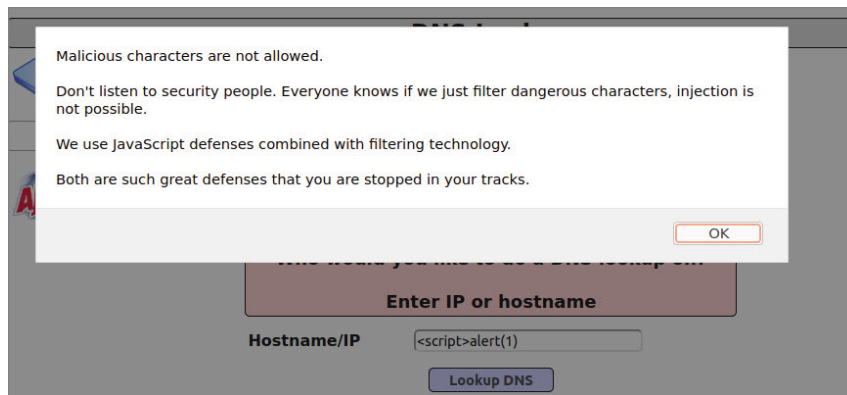 Malicious characters are not allowed.
Don't listen to security people. Everyone knows if we just filter dangerous characters, injection is
not possible.
We use JavaScript defenses combined with filtering technology.
Both are such great defenses that you are stopped in your tracks.
OK
Enter IP or hostname
Hostname/IP
<script>alert(1)
Lookup DNS